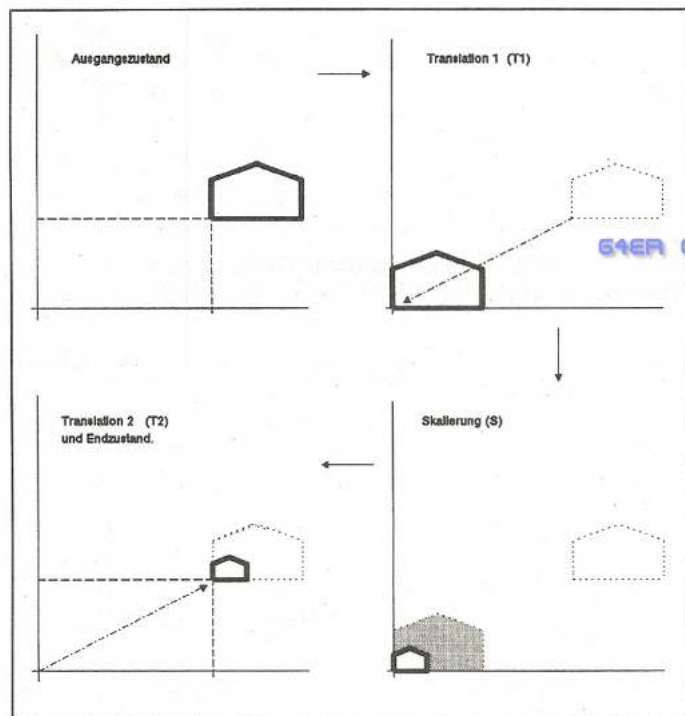 Ausgangszustand
Translation 1 (T1)
64ER
Translation 2 (T2)
und Endzustand.
Skalierung (S)